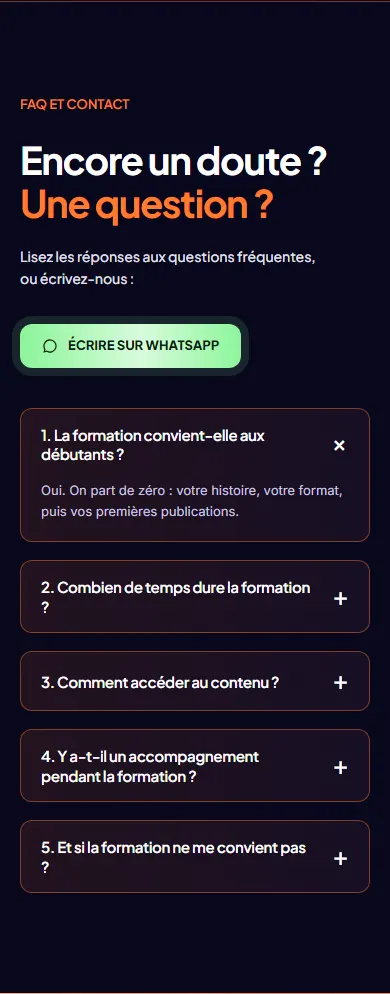 FAQ ET CONTACT
Encore un doute ?
Une question ?
Lisez les réponses aux questions fréquentes,
ou écrivez-nous :
ÉCRIRE SUR WHATSAPP
1. La formation convient-elle aux
débutants ?
Oui. On part de zéro : votre histoire, votre format,
puis vos premières publications.
2. Combien de temps dure la formation
?
3. Comment accéder au contenu ?
4. Y a-t-il un accompagnement
pendant la formation ?
5. Et si la formation ne me convient pas
?